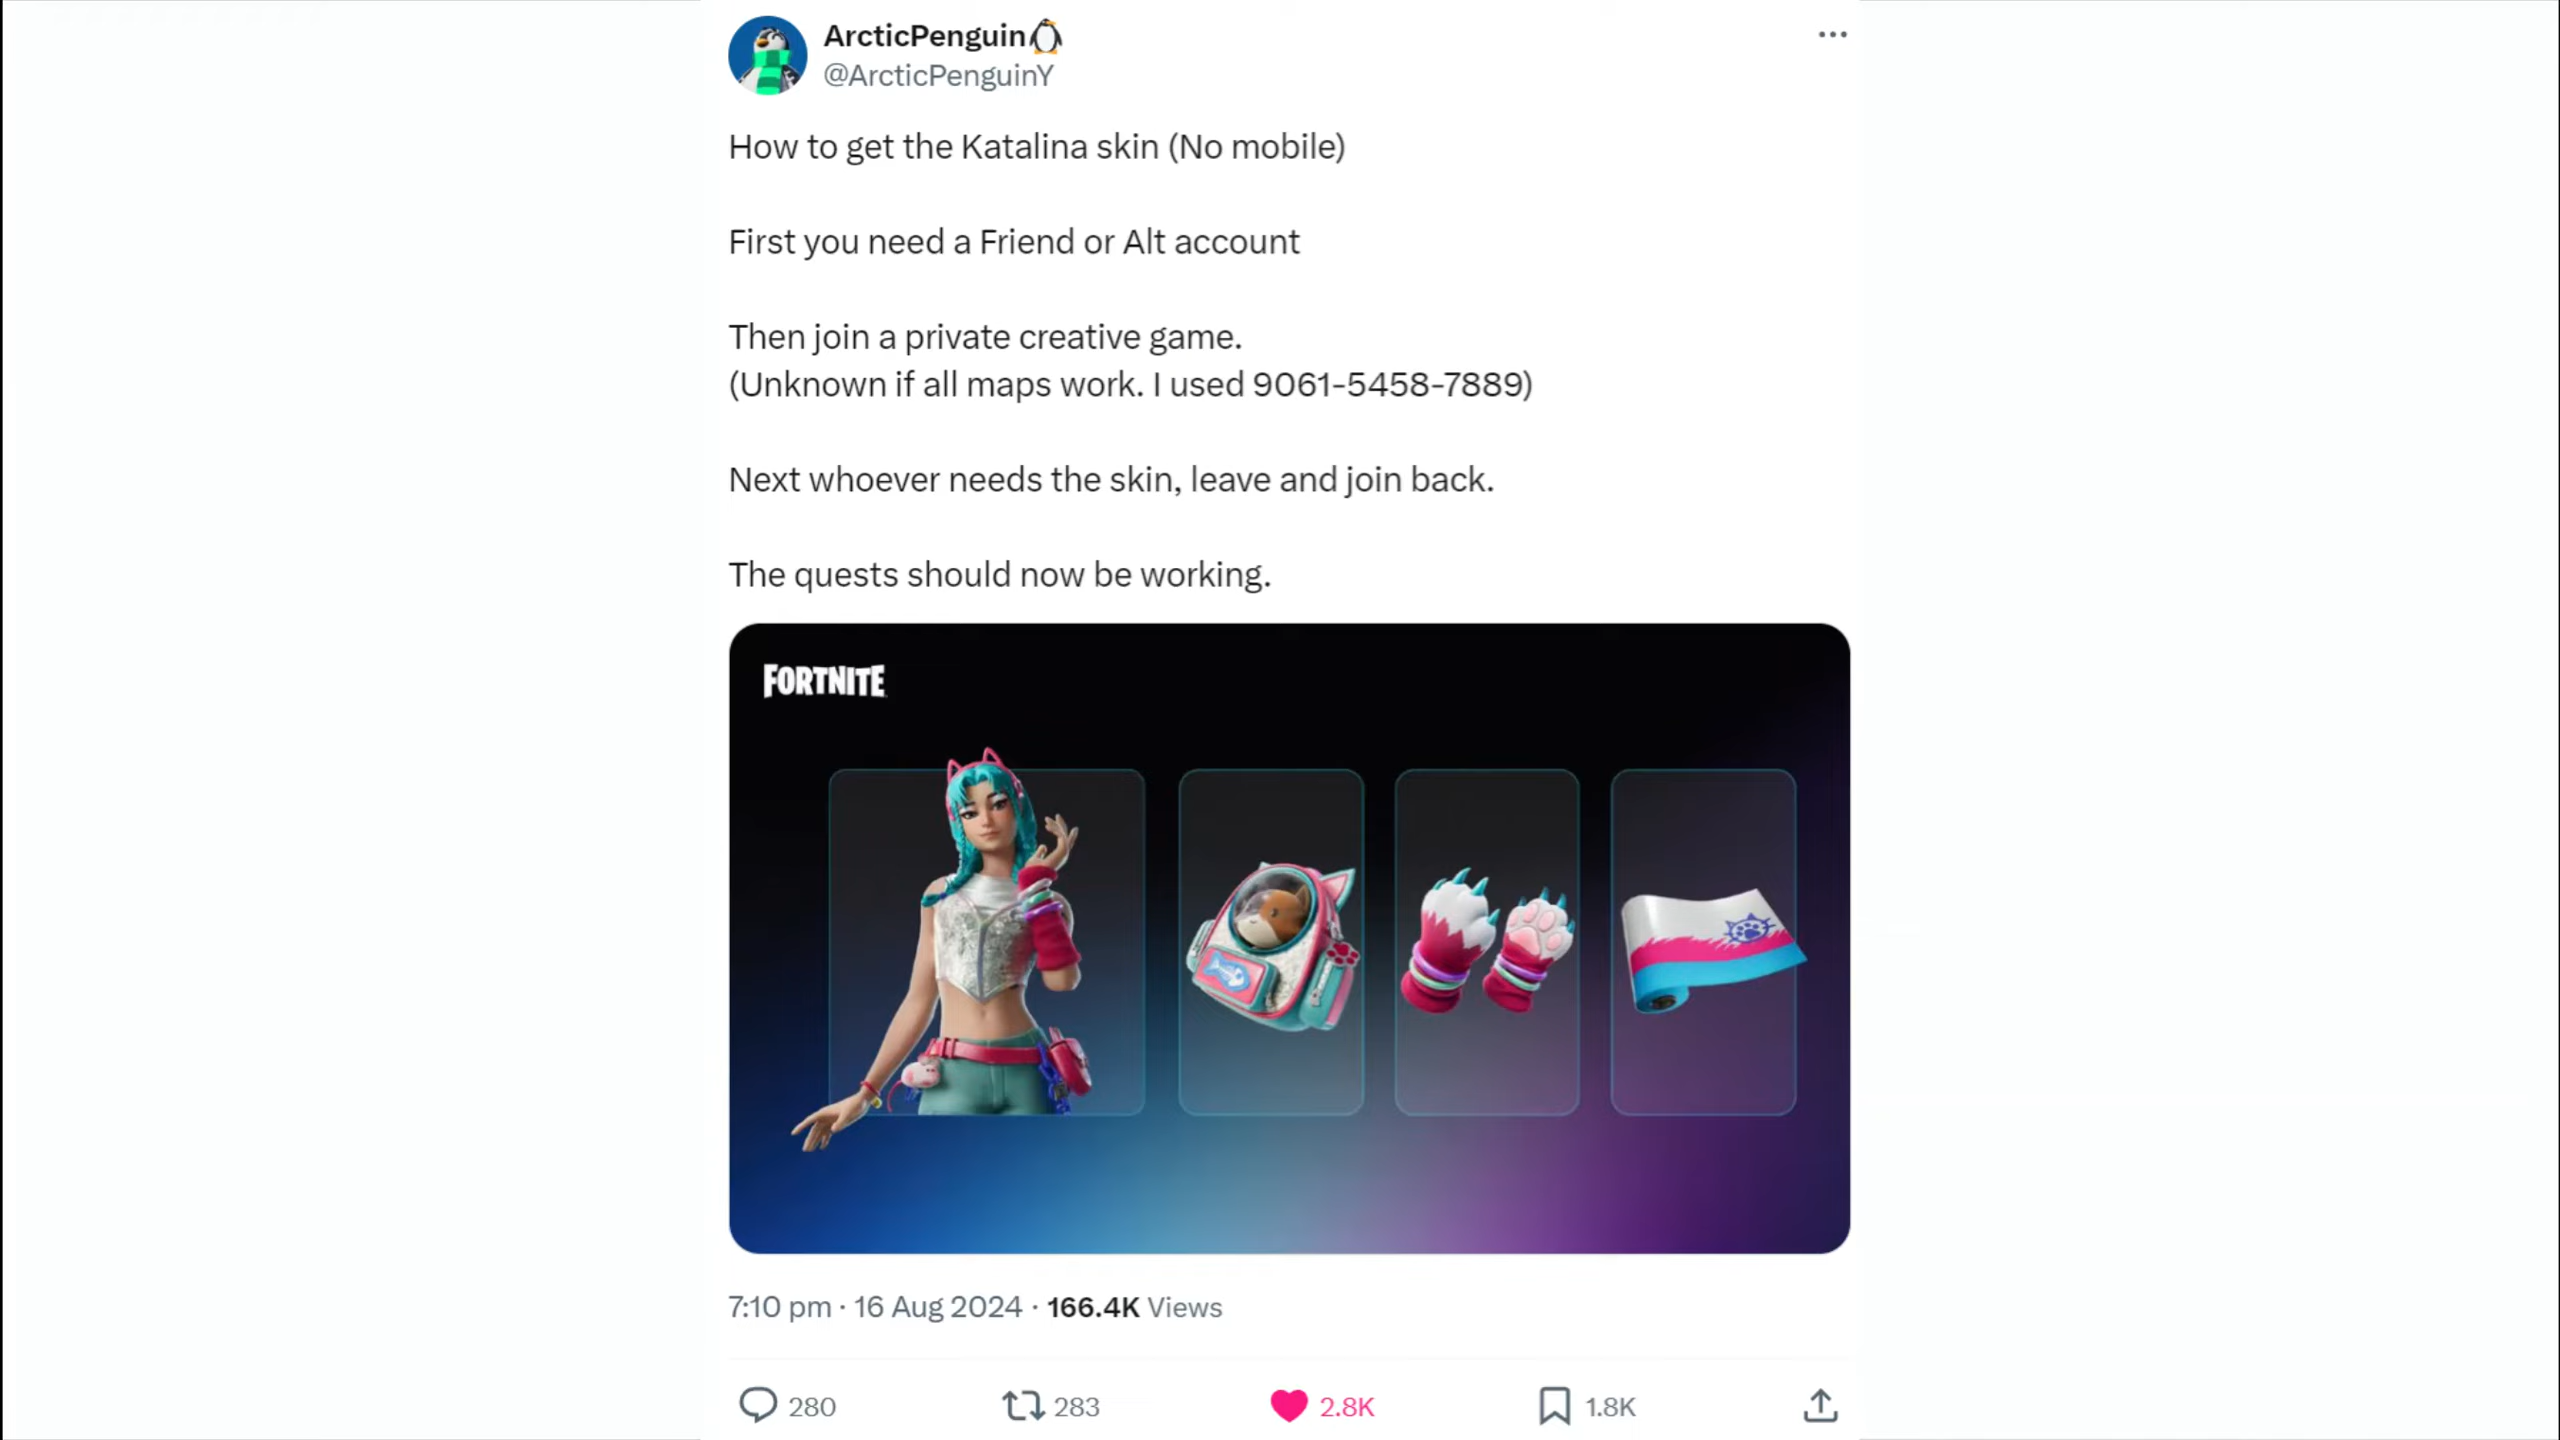 ArcticPenguin🐧
@ArcticPenguinY
How to get the Katalina skin (No mobile)
First you need a Friend or Alt account
Then join a private creative game.
(Unknown if all maps work. I used 9061-5458-7889)
Next whoever needs the skin, leave and join back.
The quests should now be working.
FORTNITE
7:10 pm · 16 Aug 2024 · 166.4K Views
280 283 2.8K 1.8K